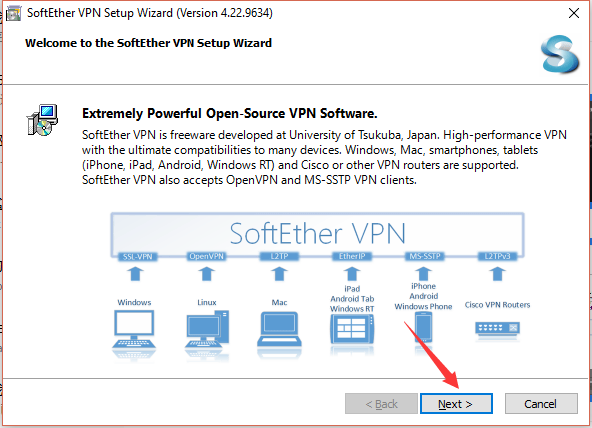 SoftEther VPN Setup Wizard (Version 4.22.9634)
Welcome to the SoftEther VPN Setup Wizard
Extremely Powerful Open-Source VPN Software.
SoftEther VPN is freeware developed at University of Tsukuba, Japan. High-performance VPN
with the ultimate compatibilities to many devices. Windows, Mac, smartphones, tablets
(iPhone, iPad, Android, Windows RT) and Cisco or other VPN routers are supported.
SoftEther VPN also accepts OpenVPN and MS-SSTP VPN clients.
SoftEther VPN
SSL-VPN OpenVPN L2TP EtherIP MS-SSTP L2TPv3
Windows
Linux
Mac
iPad
Android Tab
Windows RT
iPhone
Android
Windows Phone
Cisco VPN Routers
< Back Next > Cancel